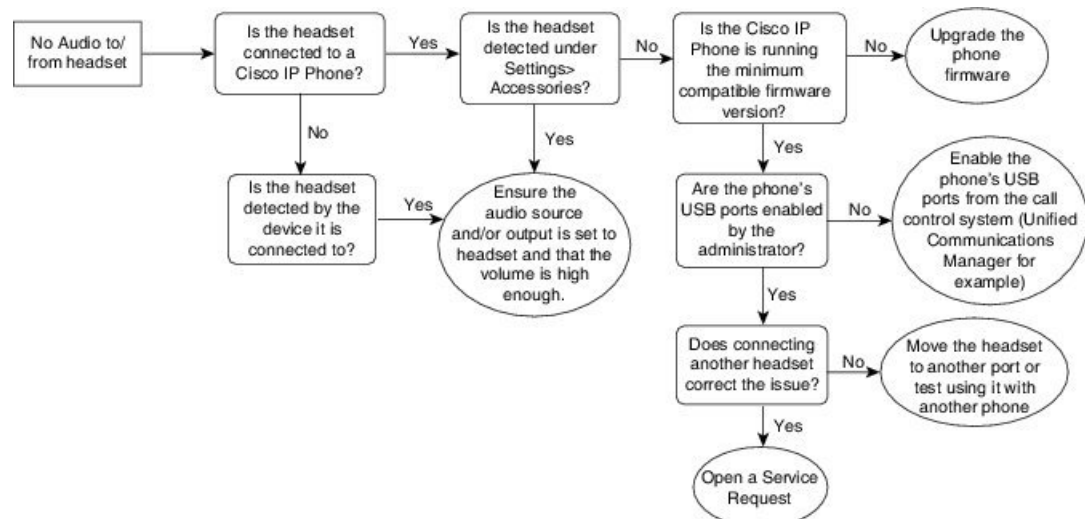 No Audio to/
from headset
Is the headset
connected to a
Cisco IP Phone?
Yes
Is the headset
detected under
Settings>
Accessories?
No
Is the Cisco IP
Phone is running
the minimum
compatible firmware
version?
No
Upgrade the
phone
firmware
No
Yes
Yes
Is the headset
detected by the
device it is
connected to?
Yes
Ensure the
audio source
and/or output is set to
headset and that the
volume is high
enough.
Are the phone's
USB ports enabled
by the
administrator?
No
Enable the
phone's USB
ports from the call
control system (Unified
Communications
Manager for
example)
Yes
Does connecting
another headset
correct the issue?
No
Move the headset
to another port or
test using it with
another phone
Yes
Open a Service
Request